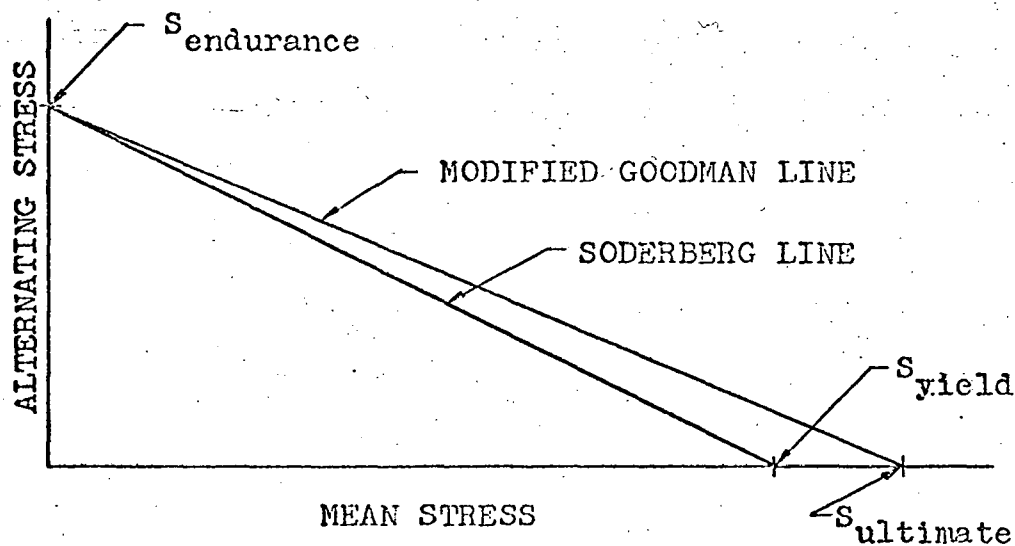 S endurance
ALTERNATING STRESS
MODIFIED GOODMAN LINE
SODERBERG LINE
S yield
MEAN STRESS
S ultimate